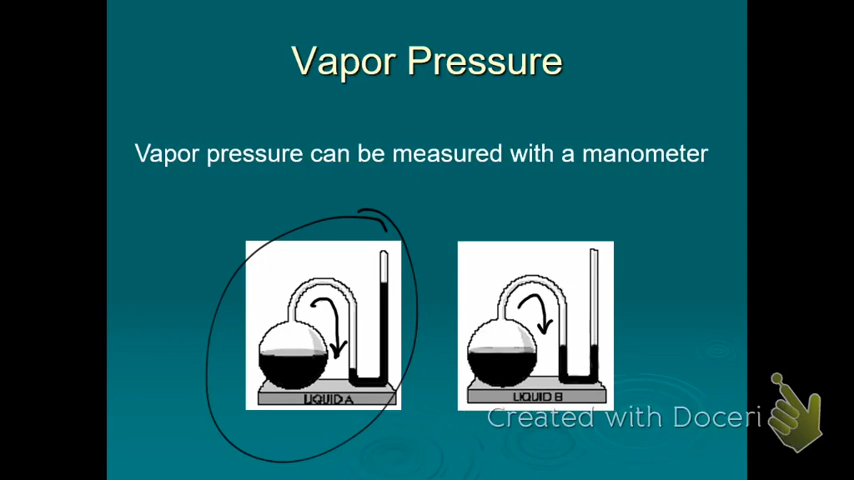 Vapor Pressure
Vapor pressure can be measured with a manometer
LIQUID A
LIQUID B
Created with Doceri